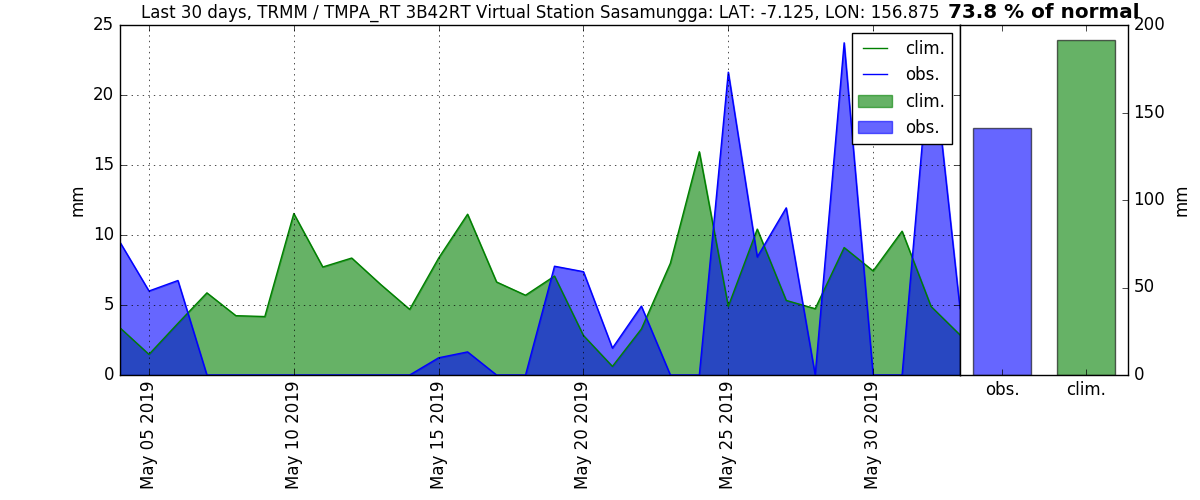 Last 30 days, TRMM / TMPA_RT 3B42RT Virtual Station Sasamungga: LAT: -7.125, LON: 156.875 73.8 % of normal
25
20
15
10
5
0
mm
clim.
obs.
clim.
obs.
200
150
100
50
0
mm
May 05 2019
May 10 2019
May 15 2019
May 20 2019
May 25 2019
May 30 2019
obs.
clim.